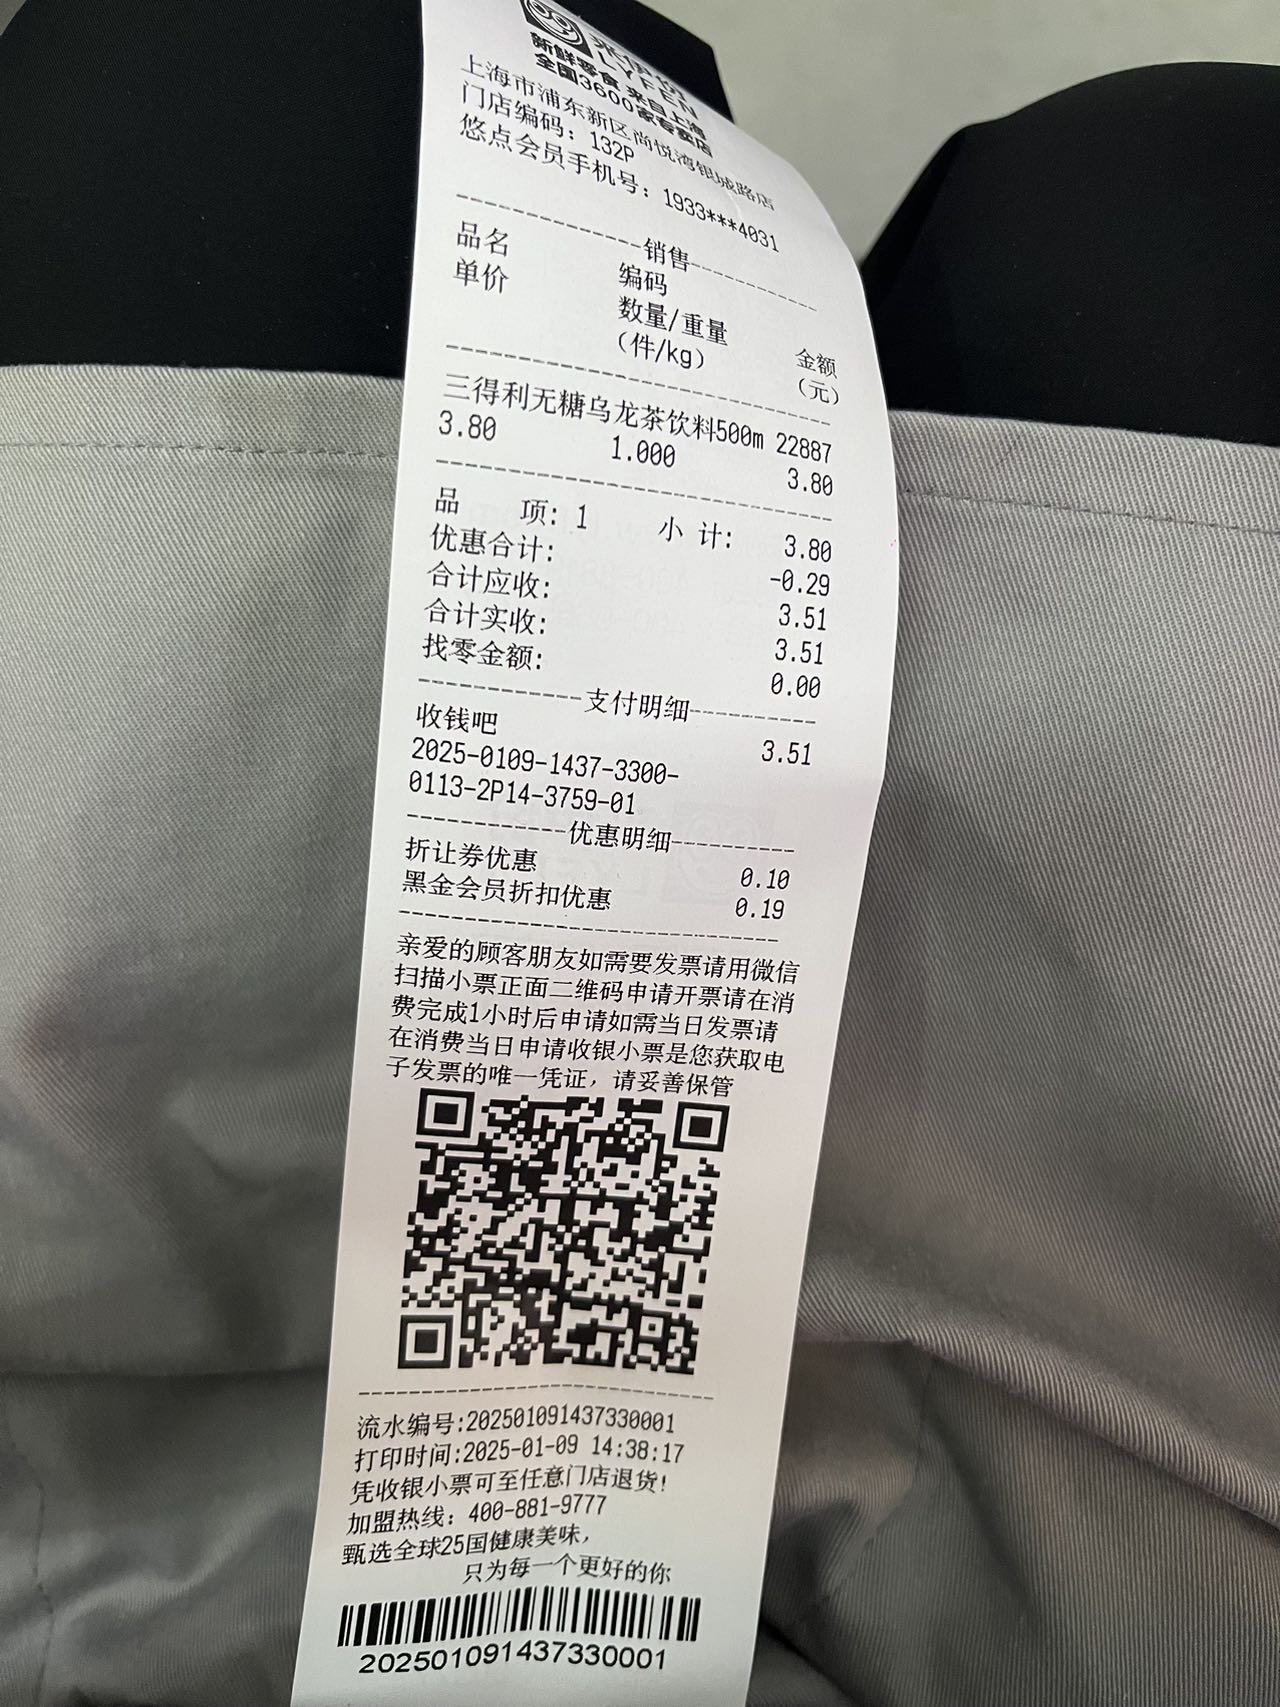 LYFEN
新鲜零食 来自上海
全国3600家专卖店
上海市浦东新区尚悦湾银城路店
门店编码：132P
悠点会员手机号：1933***4031
销售
品名 编码
单价 数量/重量 金额
（件/kg） （元）
三得利无糖乌龙茶饮料500m 22887
3.80 1.000 3.80
品 项: 1 小 计: 3.80
优惠合计: -0.29
合计应收: 3.51
合计实收: 3.51
找零金额: 0.00
支付明细
收钱吧 3.51
2025-0109-1437-3300-
0113-2P14-3759-01
优惠明细
折让券优惠 0.10
黑金会员折扣优惠 0.19
亲爱的顾客朋友如需要发票请用微信
扫描小票正面二维码申请开票请在消
费完成1小时后申请如需当日发票请
在消费当日申请收银小票是您获取电
子发票的唯一凭证，请妥善保管
流水编号:202501091437330001
打印时间:2025-01-09 14:38:17
凭收银小票可至任意门店退货!
加盟热线：400-881-9777
甄选全球25国健康美味，
只为每一个更好的你
202501091437330001